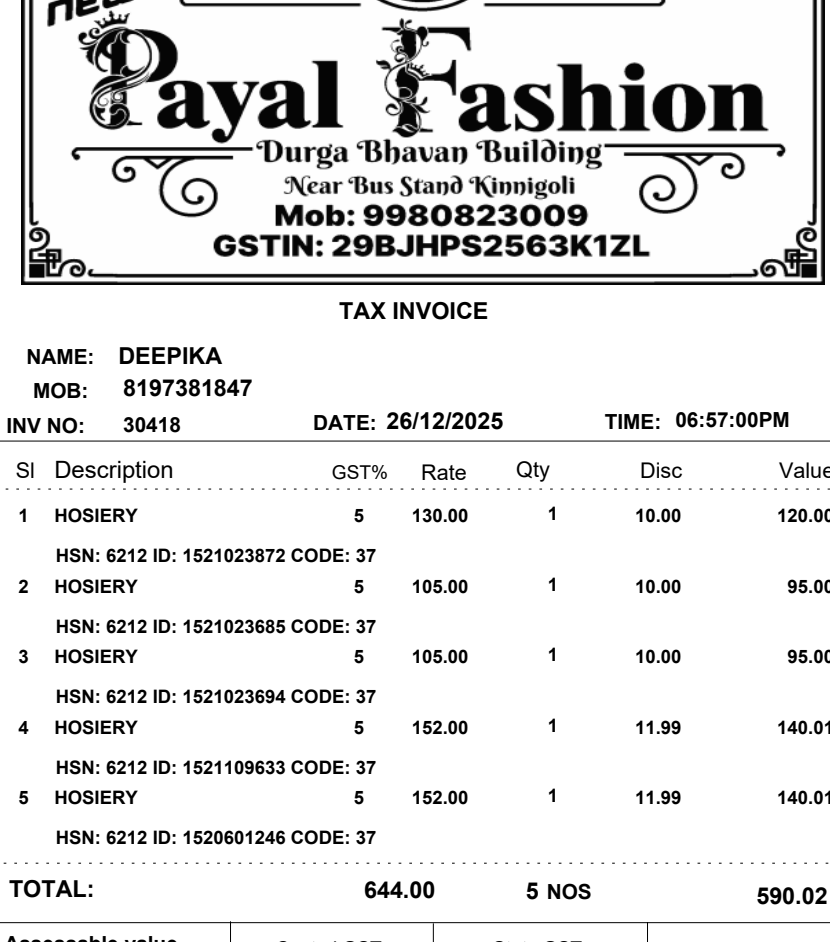 new
Payal Fashion
Durga Bhavan Building
Near Bus Stand Kinnigoli
Mob: 9980823009
GSTIN: 29BJHPS2563K1ZL
TAX INVOICE
NAME: DEEPIKA
MOB: 8197381847
INV NO: 30418 DATE: 26/12/2025 TIME: 06:57:00PM
Sl Description GST% Rate Qty Disc Value
1 HOSIERY 5 130.00 1 10.00 120.00
HSN: 6212 ID: 1521023872 CODE: 37
2 HOSIERY 5 105.00 1 10.00 95.00
HSN: 6212 ID: 1521023685 CODE: 37
3 HOSIERY 5 105.00 1 10.00 95.00
HSN: 6212 ID: 1521023694 CODE: 37
4 HOSIERY 5 152.00 1 11.99 140.01
HSN: 6212 ID: 1521109633 CODE: 37
5 HOSIERY 5 152.00 1 11.99 140.01
HSN: 6212 ID: 1520601246 CODE: 37
TOTAL: 644.00 5 NOS 590.02